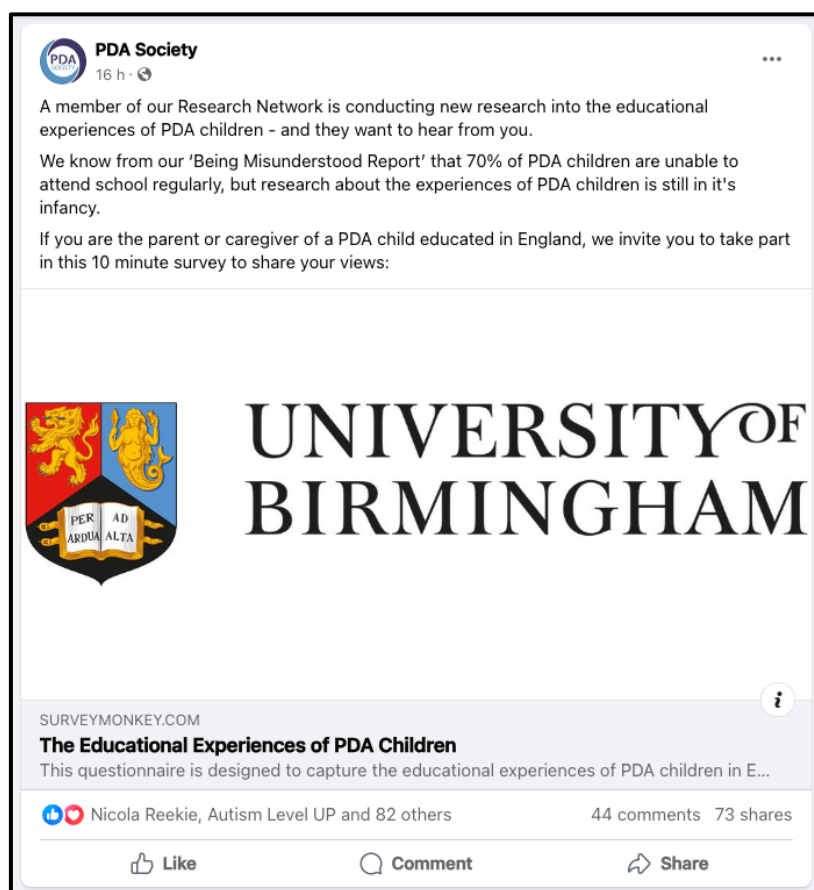 PDA Society
16 h ·
A member of our Research Network is conducting new research into the educational
experiences of PDA children - and they want to hear from you.
We know from our ‘Being Misunderstood Report’ that 70% of PDA children are unable to
attend school regularly, but research about the experiences of PDA children is still in it's
infancy.
If you are the parent or caregiver of a PDA child educated in England, we invite you to take part
in this 10 minute survey to share your views:
UNIVERSITY OF
BIRMINGHAM
PER AD
ARDUA ALTA
SURVEYMONKEY.COM
The Educational Experiences of PDA Children
This questionnaire is designed to capture the educational experiences of PDA children in E...
Nicola Reekie, Autism Level UP and 82 others 44 comments 73 shares
Like Comment Share
PDA
SOCIETY
i